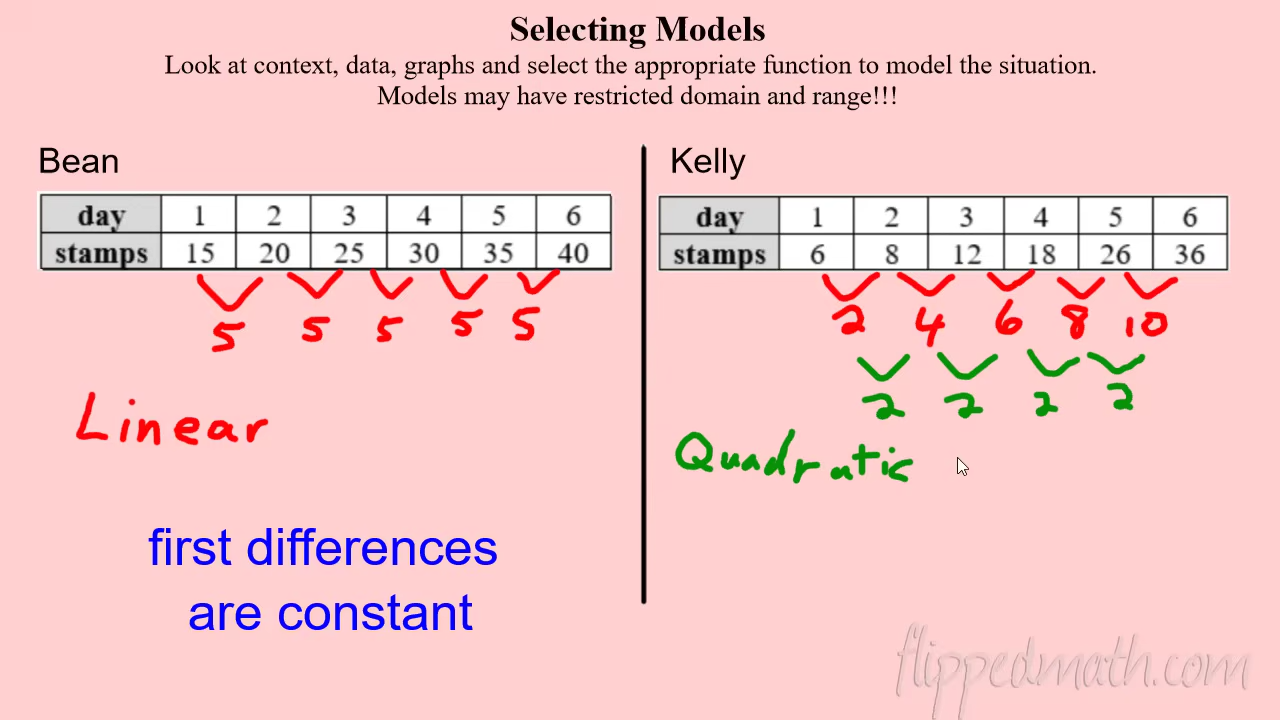 Selecting Models
Look at context, data, graphs and select the appropriate function to model the situation.
Models may have restricted domain and range!!!
Bean
day 1 2 3 4 5 6
stamps 15 20 25 30 35 40
5 5 5 5 5
Linear
first differences
are constant
Kelly
day 1 2 3 4 5 6
stamps 6 8 12 18 26 36
2 4 6 8 10
2 2 2 2
Quadratic
flippedmath.com